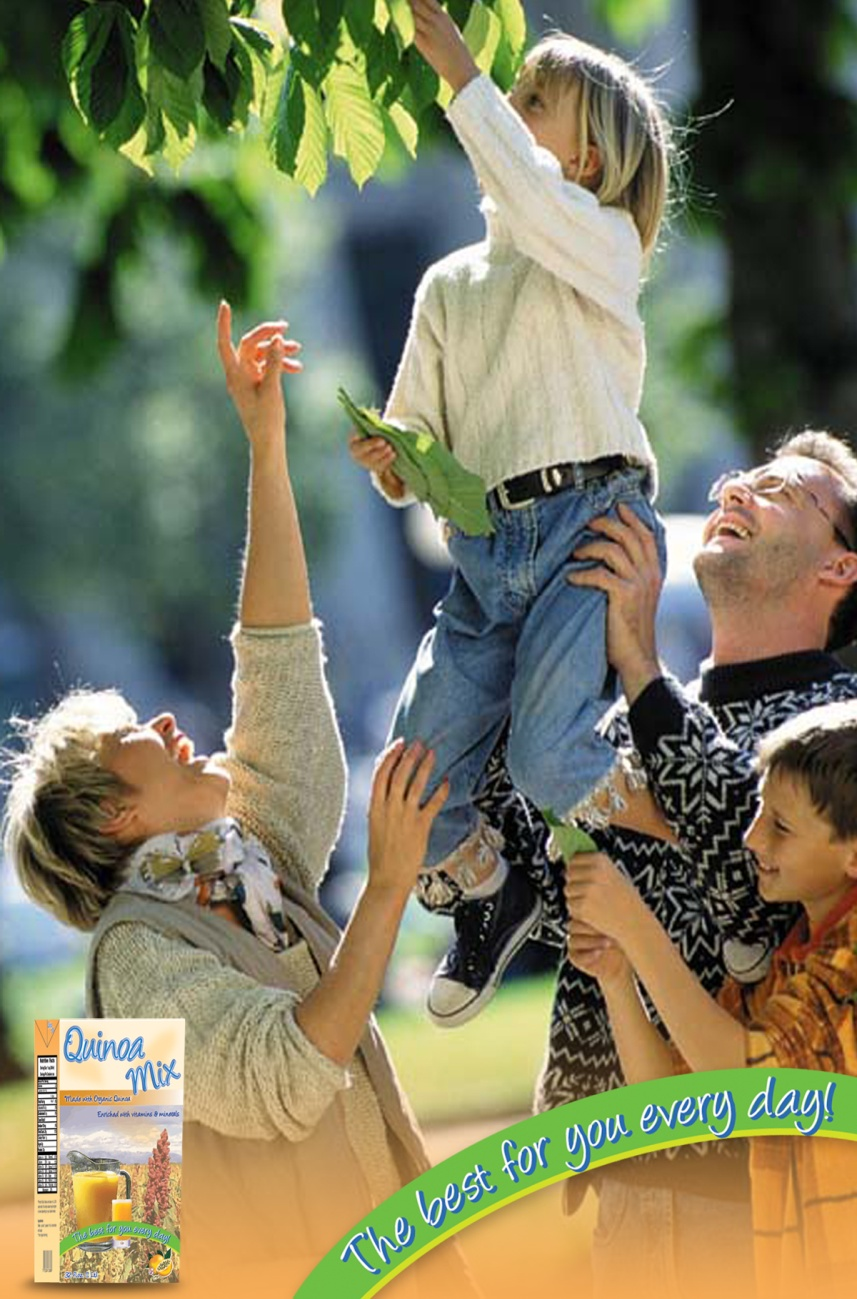 Quinoa
Mix
Made with Organic Quinoa
Enriched with vitamins & minerals
The best for you every day!
The best for you every day!